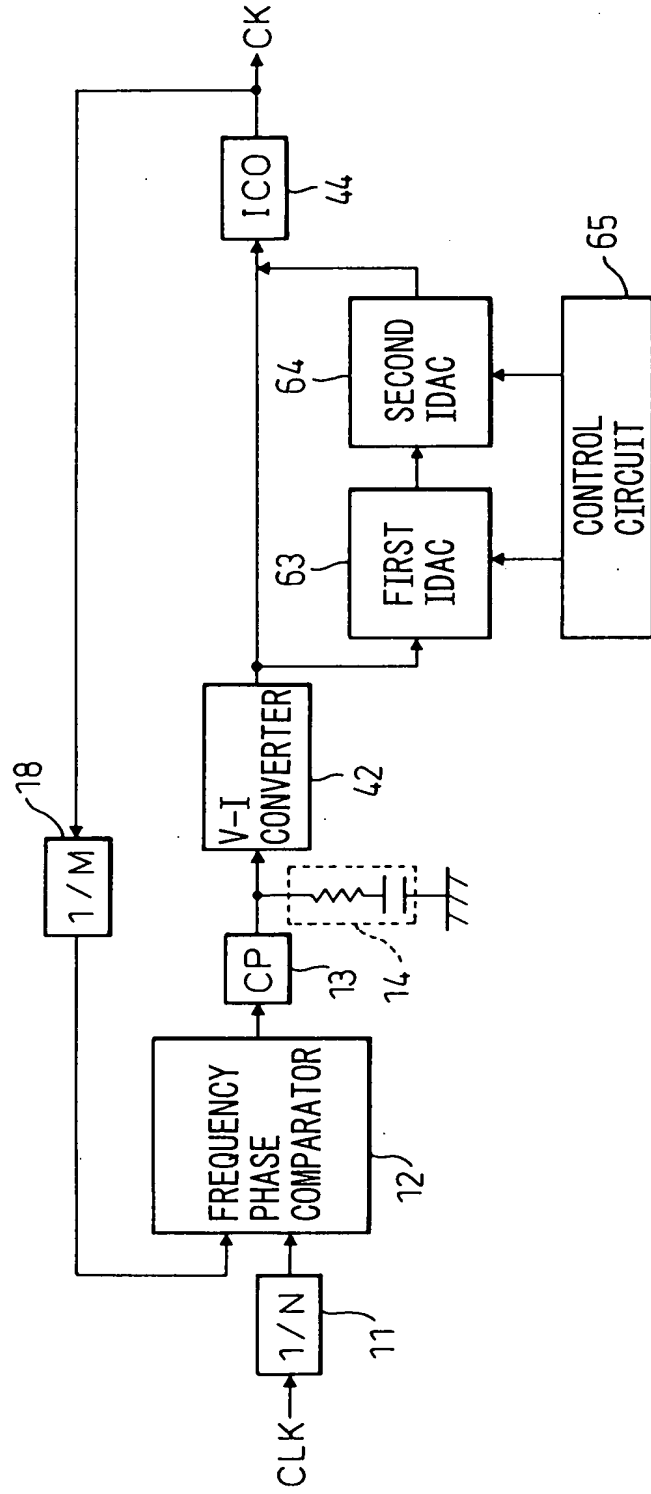 CLK
1/N
11
FREQUENCY
PHASE
COMPARATOR
12
CP
13
14
V-I
CONVERTER
42
1/M
18
FIRST
IDAC
63
SECOND
IDAC
64
CONTROL
CIRCUIT
65
ICO
44
CK